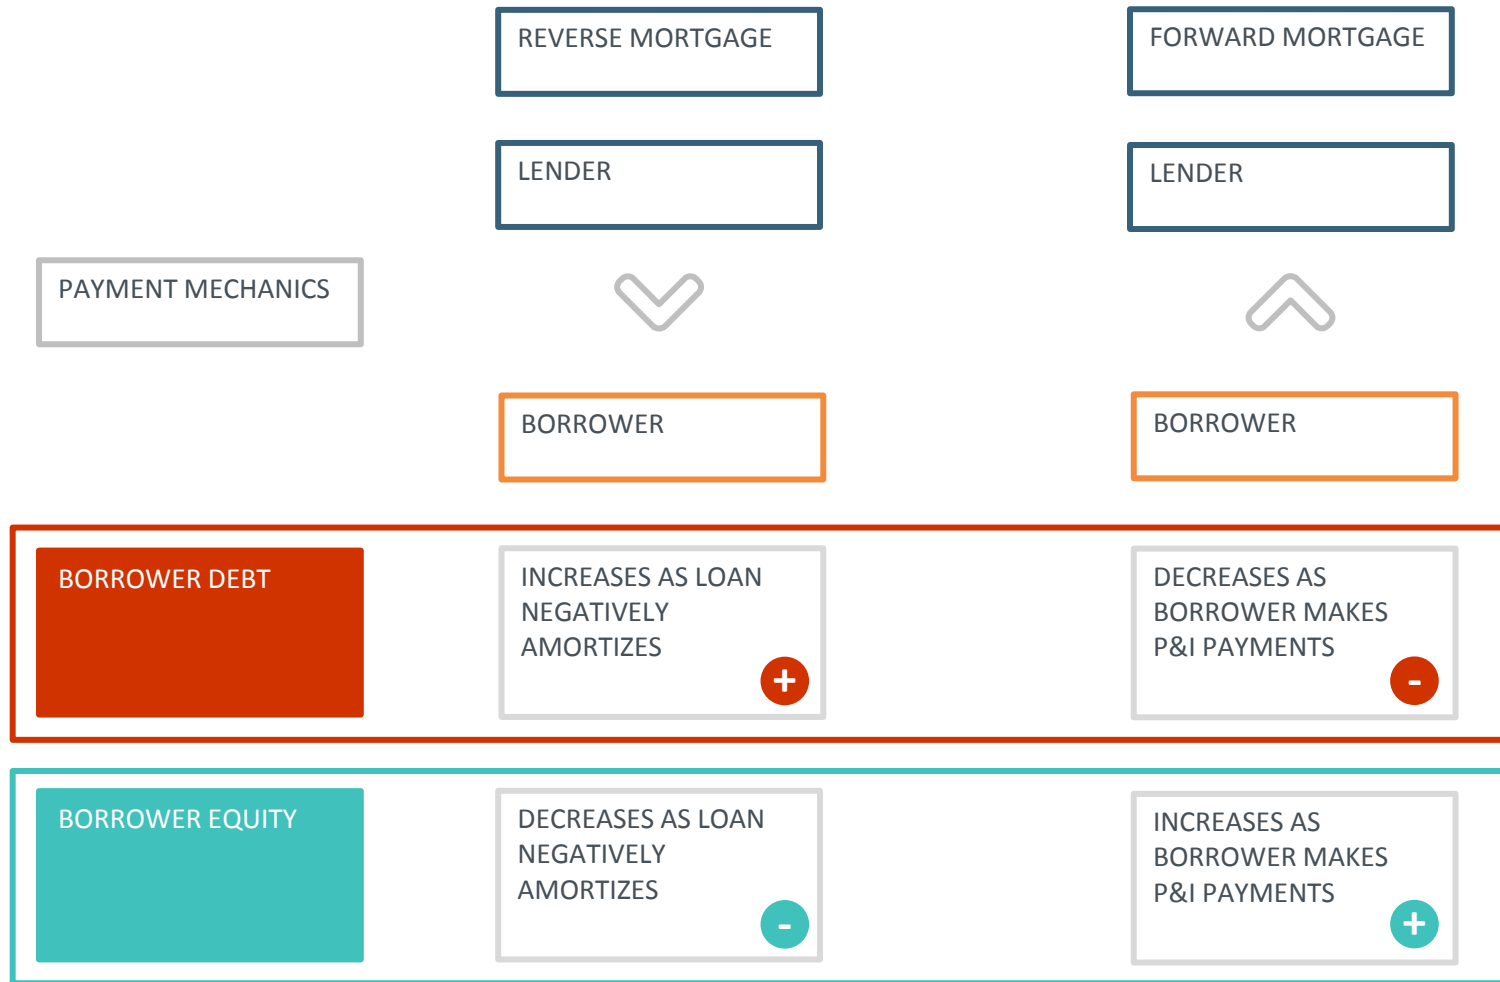 REVERSE MORTGAGE
FORWARD MORTGAGE
LENDER
LENDER
PAYMENT MECHANICS
BORROWER
BORROWER
BORROWER DEBT
INCREASES AS LOAN
NEGATIVELY
AMORTIZES
+
DECREASES AS
BORROWER MAKES
P&I PAYMENTS
-
BORROWER EQUITY
DECREASES AS LOAN
NEGATIVELY
AMORTIZES
-
INCREASES AS
BORROWER MAKES
P&I PAYMENTS
+